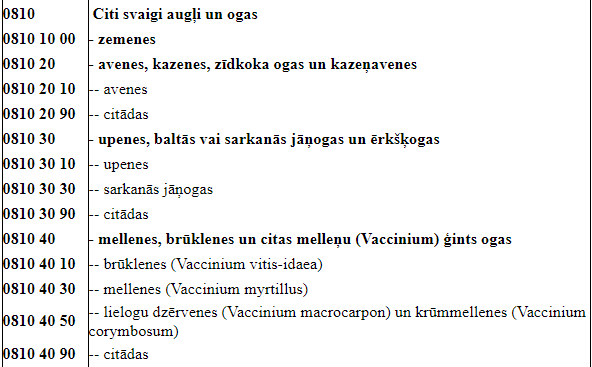 0810 Citi svaigi augļi un ogas
0810 10 00 - zemenes
0810 20 - avenes, kazenes, zīdkoka ogas un kazeņavenes
0810 20 10 -- avenes
0810 20 90 -- citādas
0810 30 - upenes, baltās vai sarkanās jāņogas un ērkšķogas
0810 30 10 -- upenes
0810 30 30 -- sarkanās jāņogas
0810 30 90 -- citādas
0810 40 - mellenes, brūklenes un citas melleņu (Vaccinium) ģints ogas
0810 40 10 -- brūklenes (Vaccinium vitis-idaea)
0810 40 30 -- mellenes (Vaccinium myrtillus)
0810 40 50 -- lielogu dzērvenes (Vaccinium macrocarpon) un krūmmellenes (Vaccinium
corymbosum)
0810 40 90 -- citādas